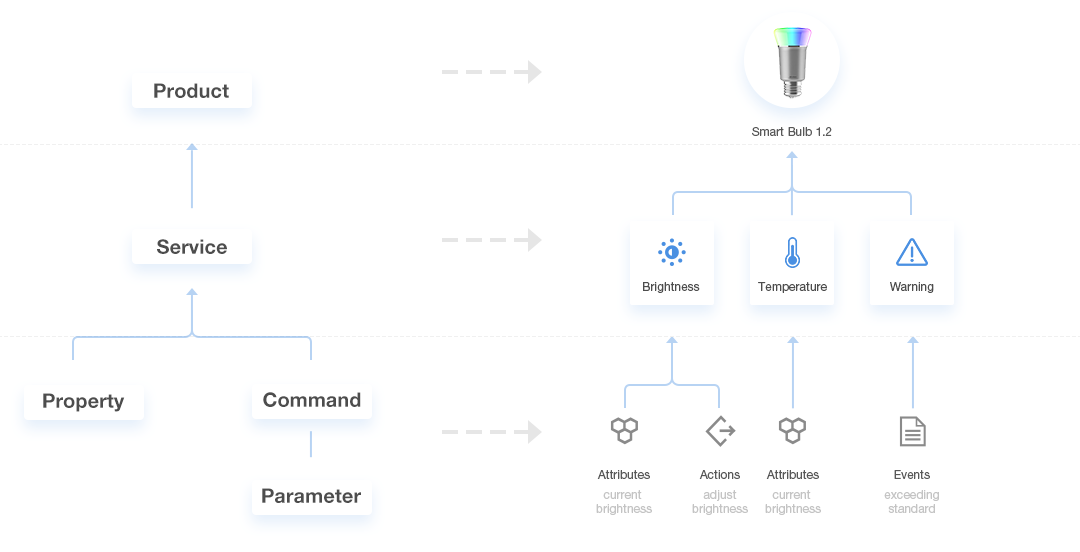 Product
Smart Bulb 1.2
Service
Brightness
Temperature
Warning
Property
Command
Parameter
Attributes
current
brightness
Actions
adjust
brightness
Attributes
current
brightness
Events
exceeding
standard